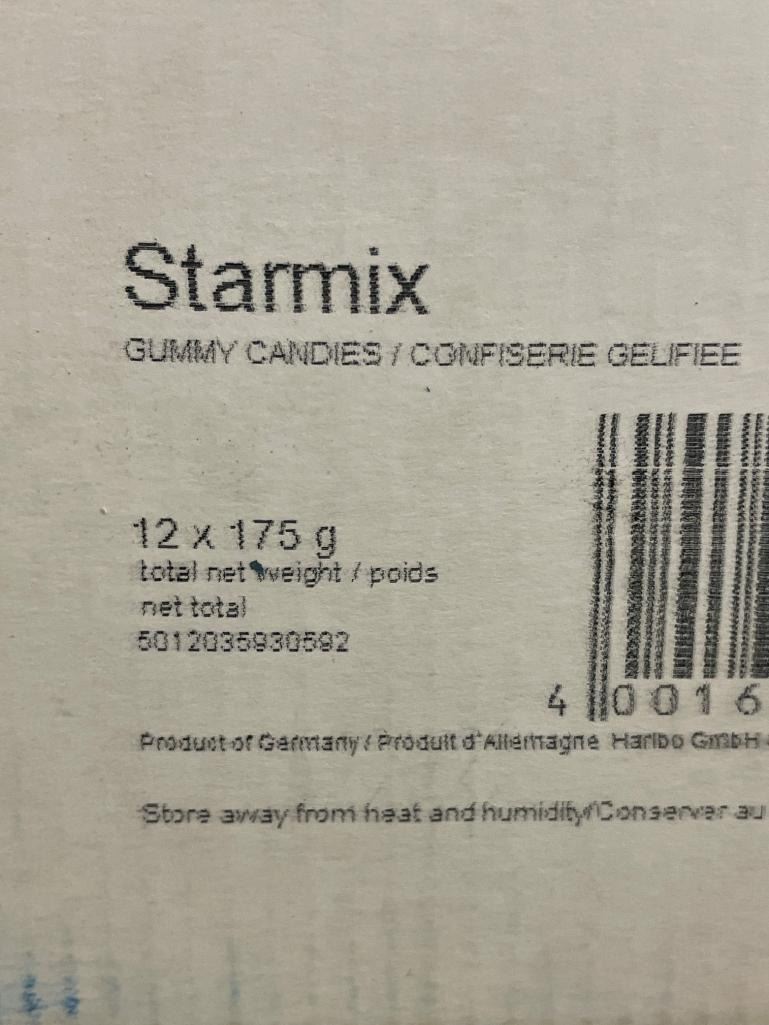 Starmix
GUMMY CANDIES / CONFISERIE GELIFIEE
12 x 175 g
total net weight / poids
net total
5012035930592
4 0016
Product of Germany / Produit d'Allemagne Haribo GmbH
Store away from heat and humidity/Conserver au